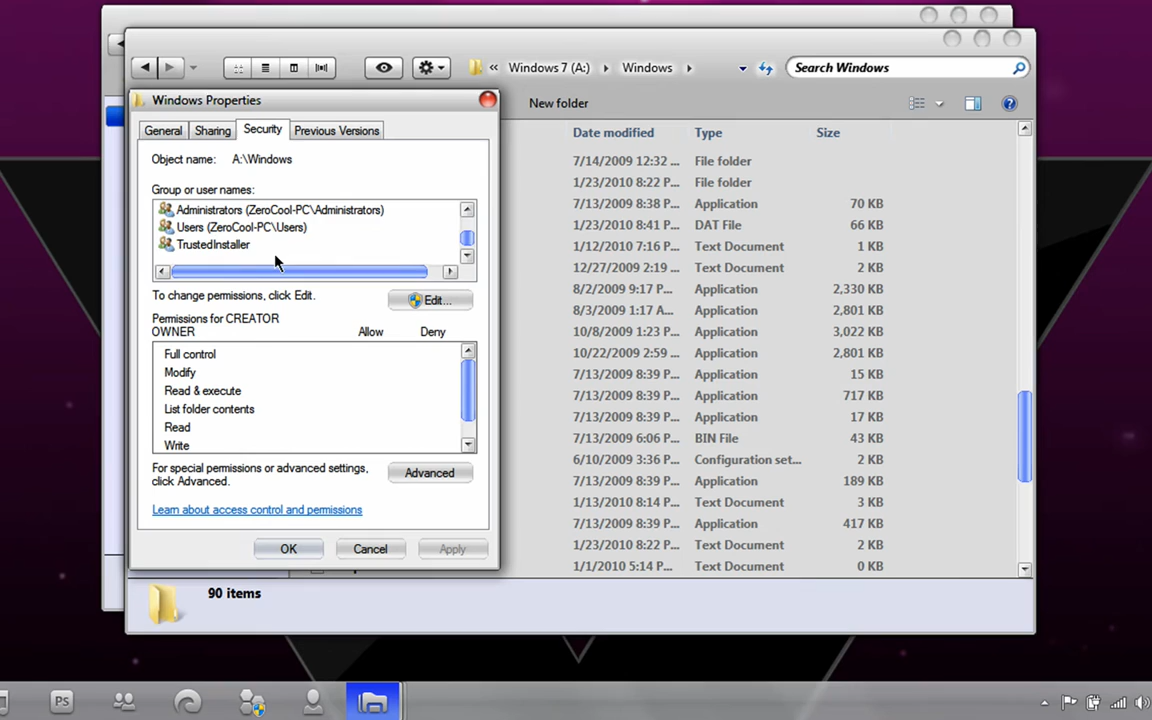 « Windows 7 (A:) Windows
Search Windows
Windows Properties
New folder
General Sharing Security Previous Versions
Object name: A:\Windows
Group or user names:
Administrators (ZeroCool-PC\Administrators)
Users (ZeroCool-PC\Users)
TrustedInstaller
To change permissions, click Edit.
Edit...
Permissions for CREATOR
OWNER Allow Deny
Full control
Modify
Read & execute
List folder contents
Read
Write
For special permissions or advanced settings,
click Advanced.
Advanced
Learn about access control and permissions
OK Cancel Apply
Date modified Type Size
7/14/2009 12:32 ... File folder
1/23/2010 8:22 P... File folder
7/13/2009 8:38 P... Application 70 KB
1/23/2010 8:41 P... DAT File 66 KB
1/12/2010 7:16 P... Text Document 1 KB
12/27/2009 2:19 ... Text Document 2 KB
8/2/2009 9:17 P... Application 2,330 KB
8/3/2009 1:17 A... Application 2,801 KB
10/8/2009 1:23 P... Application 3,022 KB
10/22/2009 2:59 ... Application 2,801 KB
7/13/2009 8:39 P... Application 15 KB
7/13/2009 8:39 P... Application 717 KB
7/13/2009 8:39 P... Application 17 KB
7/13/2009 6:06 P... BIN File 43 KB
6/10/2009 3:36 P... Configuration set... 2 KB
7/13/2009 8:39 P... Application 189 KB
1/13/2010 8:14 P... Text Document 3 KB
7/13/2009 8:39 P... Application 417 KB
1/23/2010 8:22 P... Text Document 2 KB
1/1/2010 5:14 P... Text Document 0 KB
90 items
Ps